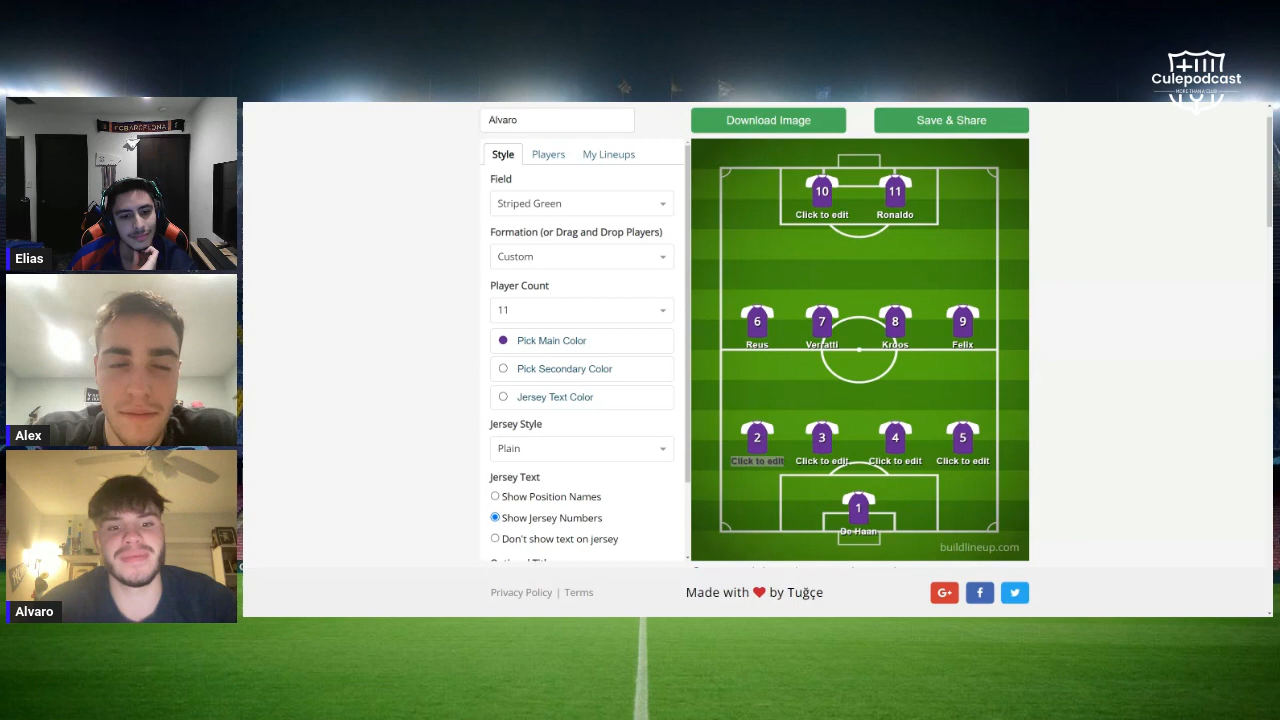 Culepodcast
MORE THAN A CLUB
FCBARCELONA
Elias
Alex
Alvaro
Alvaro
Download Image
Save & Share
Style
Players
My Lineups
Field
Striped Green
Formation (or Drag and Drop Players)
Custom
Player Count
11
Pick Main Color
Pick Secondary Color
Jersey Text Color
Jersey Style
Plain
Jersey Text
Show Position Names
Show Jersey Numbers
Don't show text on jersey
10
11
Click to edit
Ronaldo
6
7
8
9
Reus
Verratti
Kroos
Felix
2
3
4
5
Click to edit
Click to edit
Click to edit
Click to edit
1
De Haan
buildlineup.com
Privacy Policy | Terms
Made with ❤ by Tuğçe
G+
f